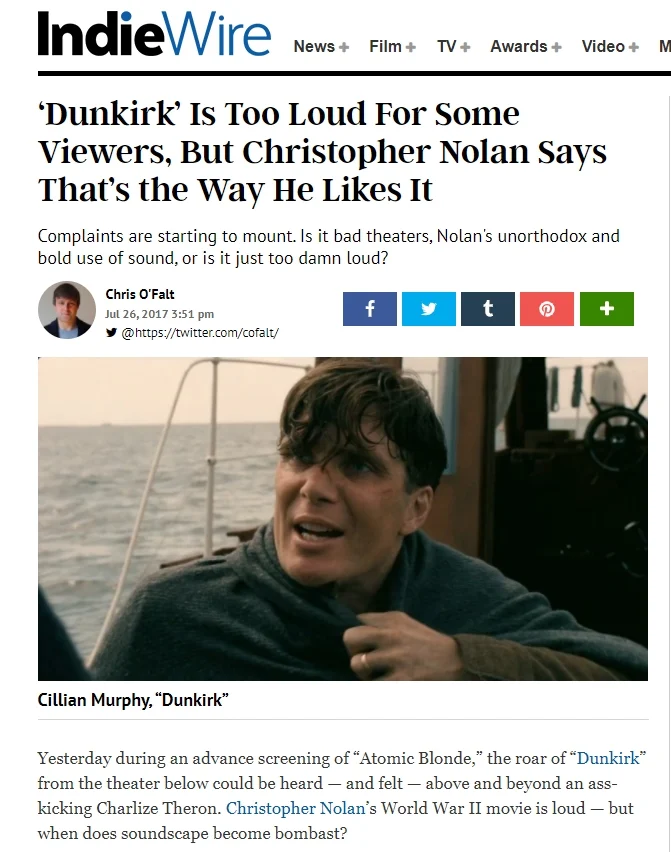 IndieWire News+ Film+ TV+ Awards+ Video+ M
‘Dunkirk’ Is Too Loud For Some
Viewers, But Christopher Nolan Says
That’s the Way He Likes It
Complaints are starting to mount. Is it bad theaters, Nolan's unorthodox and
bold use of sound, or is it just too damn loud?
Chris O'Falt
Jul 26, 2017 3:51 pm
@https://twitter.com/cofalt/
f t +
Cillian Murphy, “Dunkirk”
Yesterday during an advance screening of “Atomic Blonde,” the roar of “Dunkirk”
from the theater below could be heard — and felt — above and beyond an ass-
kicking Charlize Theron. Christopher Nolan’s World War II movie is loud — but
when does soundscape become bombast?